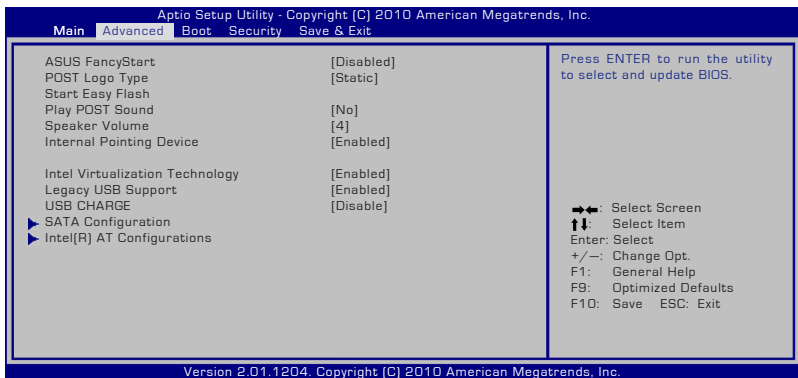 Aptio Setup Utility - Copyright (C) 2010 American Megatrends, Inc.
Main Advanced Boot Security Save & Exit
ASUS FancyStart [Disabled]
POST Logo Type [Static]
Start Easy Flash
Play POST Sound [No]
Speaker Volume [4]
Internal Pointing Device [Enabled]
Intel Virtualization Technology [Enabled]
Legacy USB Support [Enabled]
USB CHARGE [Disable]
SATA Configuration
Intel(R) AT Configurations
Press ENTER to run the utility
to select and update BIOS.
→←: Select Screen
↑↓: Select Item
Enter: Select
+/—: Change Opt.
F1: General Help
F9: Optimized Defaults
F10: Save ESC: Exit
Version 2.01.1204. Copyright (C) 2010 American Megatrends, Inc.